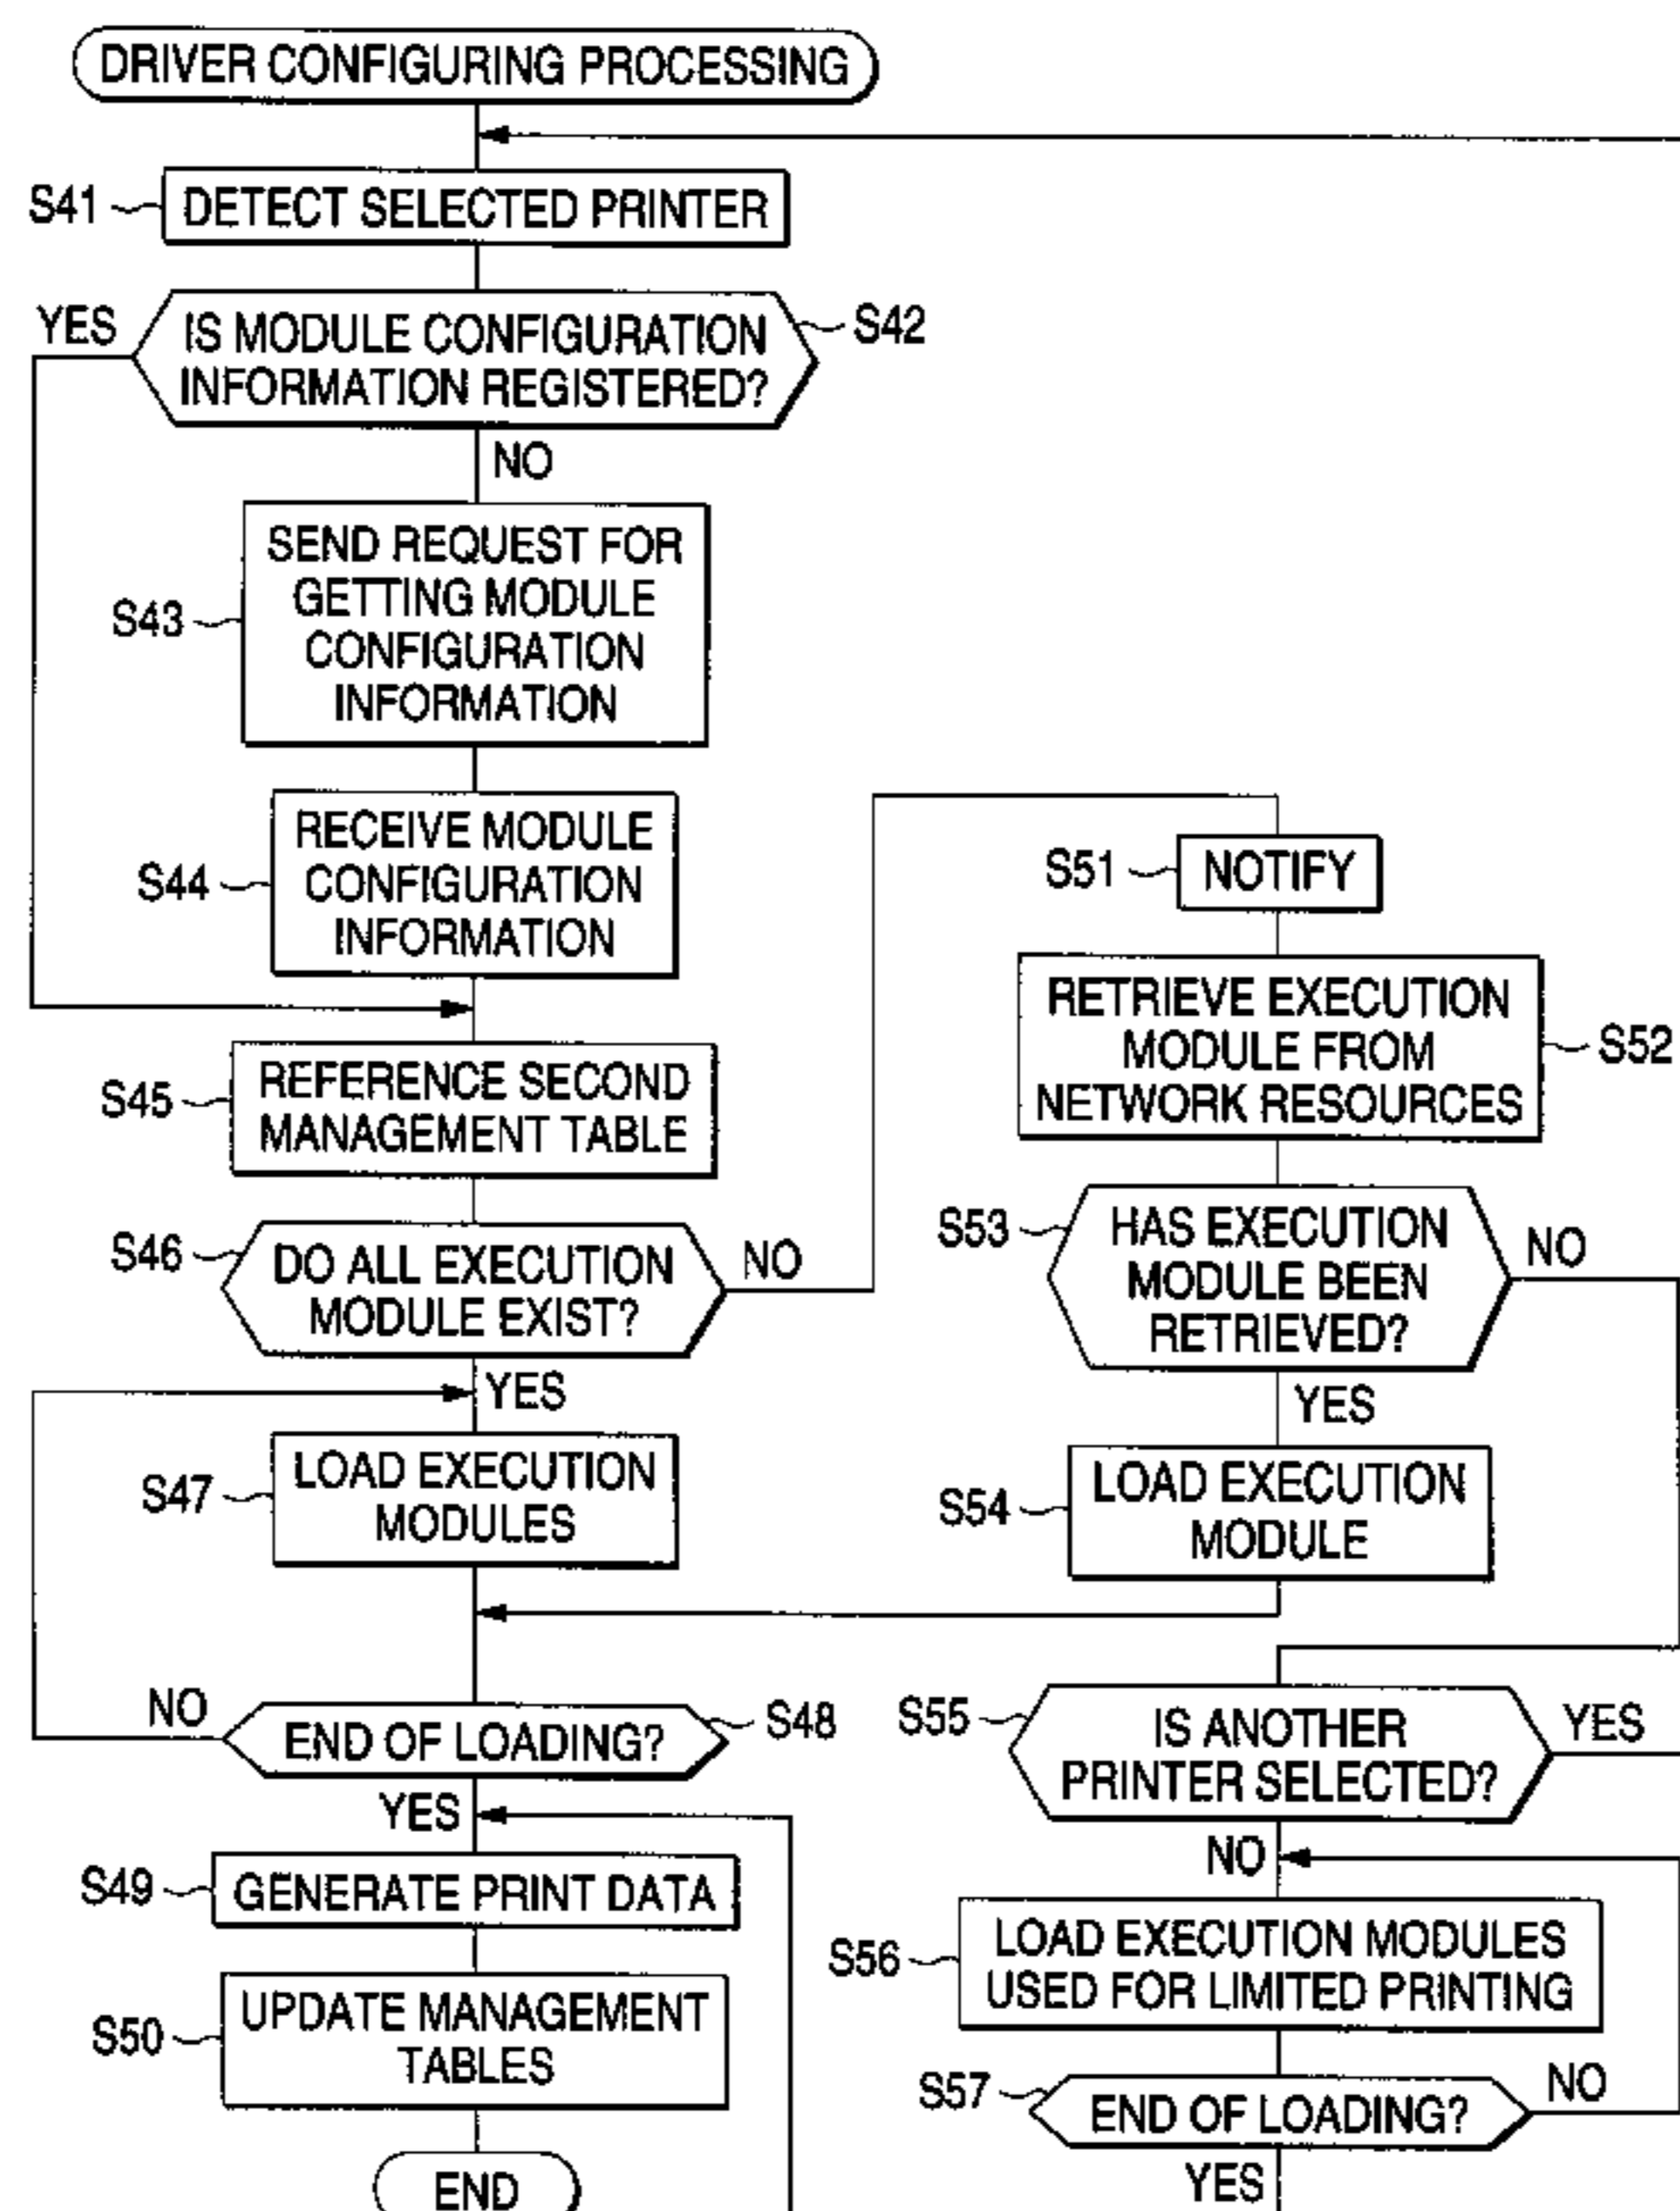 DRIVER CONFIGURING PROCESSING
S41
DETECT SELECTED PRINTER
YES
IS MODULE CONFIGURATION
INFORMATION REGISTERED?
S42
NO
S43
SEND REQUEST FOR
GETTING MODULE
CONFIGURATION
INFORMATION
S44
RECEIVE MODULE
CONFIGURATION
INFORMATION
S45
REFERENCE SECOND
MANAGEMENT TABLE
S46
DO ALL EXECUTION
MODULE EXIST?
NO
YES
S47
LOAD EXECUTION
MODULES
NO
END OF LOADING?
S48
YES
S49
GENERATE PRINT DATA
S50
UPDATE MANAGEMENT
TABLES
END
S51
NOTIFY
RETRIEVE EXECUTION
MODULE FROM
NETWORK RESOURCES
S52
S53
HAS EXECUTION
MODULE BEEN
RETRIEVED?
NO
YES
S54
LOAD EXECUTION
MODULE
S55
IS ANOTHER
PRINTER SELECTED?
YES
NO
S56
LOAD EXECUTION MODULES
USED FOR LIMITED PRINTING
S57
END OF LOADING?
NO
YES